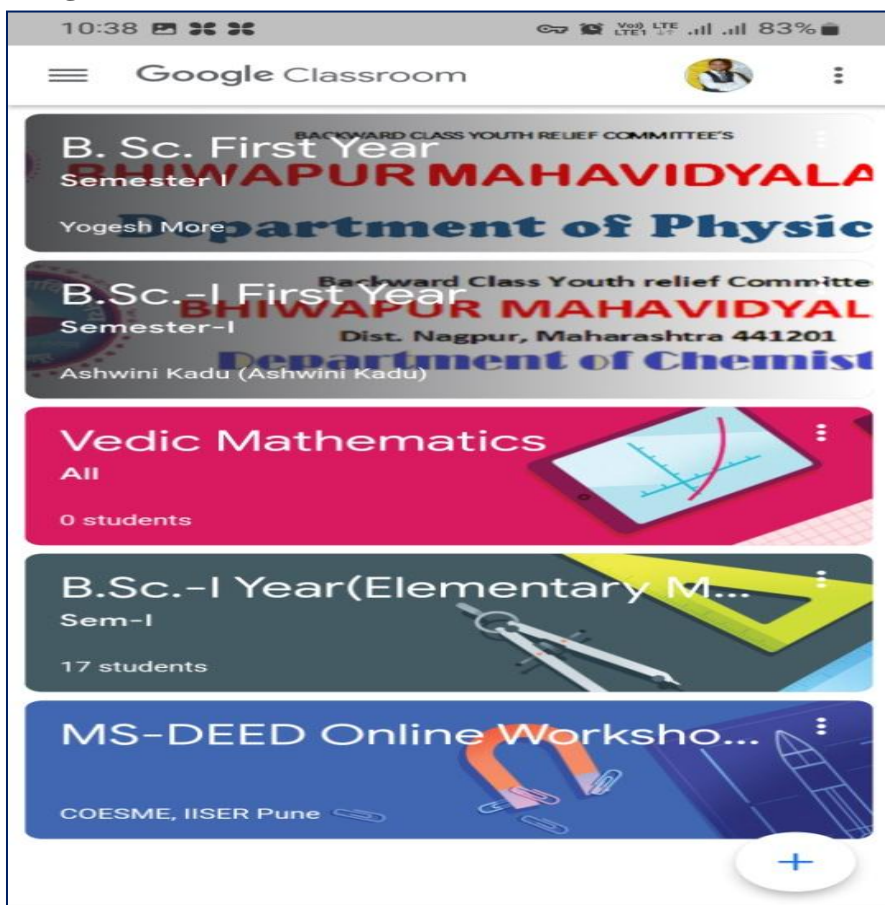 10:38 Vo)) LTE LTE1 83%
Google Classroom
BACKWARD CLASS YOUTH RELIEF COMMITTEE'S
B. Sc. First Year
BHIWAPUR MAHAVIDYALA
Semester I
Department of Physic
Yogesh More
Backward Class Youth relief Committe
B.Sc.-I First Year
BHIWAPUR MAHAVIDYAL
Semester-I
Dist. Nagpur, Maharashtra 441201
Department of Chemist
Ashwini Kadu (Ashwini Kadu)
Vedic Mathematics
All
0 students
B.Sc.-I Year(Elementary M...
Sem-I
17 students
MS-DEED Online Worksho...
COESME, IISER Pune